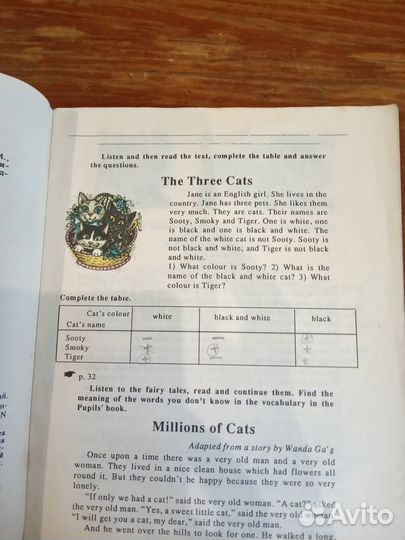 Listen and then read the text, complete the table and answer
the questions.
The Three Cats
Jane is an English girl. She lives in the
country. Jane has three pets. She likes them
very much. They are cats. Their names are
Sooty, Smoky and Tiger. One is white, one
is black and one is black and white. The
name of the white cat is not Sooty. Sooty is
not black and white, and Tiger is not black
and white.
1) What colour is Sooty? 2) What is the
name of the black and white cat? 3) What
colour is Tiger?
Complete the table.
Cat's colour white black and white black
Cat's name
Sooty
Smoky
Tiger
p. 32
Listen to the fairy tales, read and continue them. Find the
meaning of the words you don't know in the vocabulary in the
Pupils' book.
Millions of Cats
Adapted from a story by Wanda Ga'g
Once upon a time there was a very old man and a very old
woman. They lived in a nice clean house which had flowers all
round it. But they couldn't be happy because they were so very
lonely.
"If only we had a cat!" said the very old woman. "A cat?" asked
the very old man. "Yes, a sweet little cat," said the very old woman.
"I will get you a cat, my dear," said the very old man.
And he went over the hills to look for one. He walked a long,
Avito